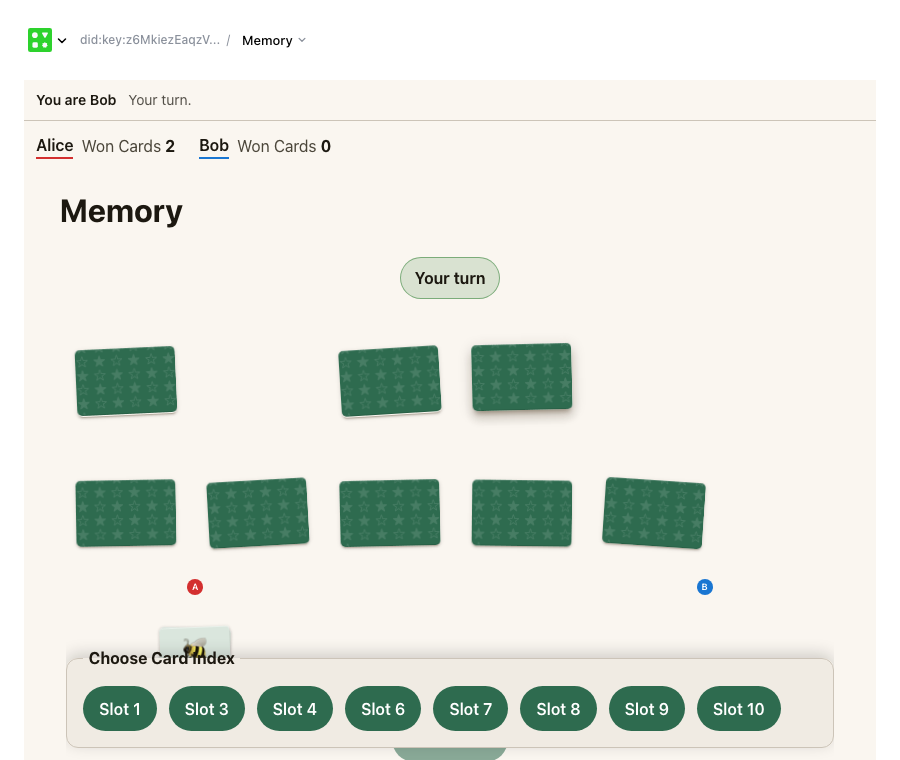 did:key:z6MkiezEaqzV... / Memory
You are Bob Your turn.
Alice Won Cards 2 Bob Won Cards 0
Memory
Your turn
A B
Choose Card Index
Slot 1 Slot 3 Slot 4 Slot 6 Slot 7 Slot 8 Slot 9 Slot 10